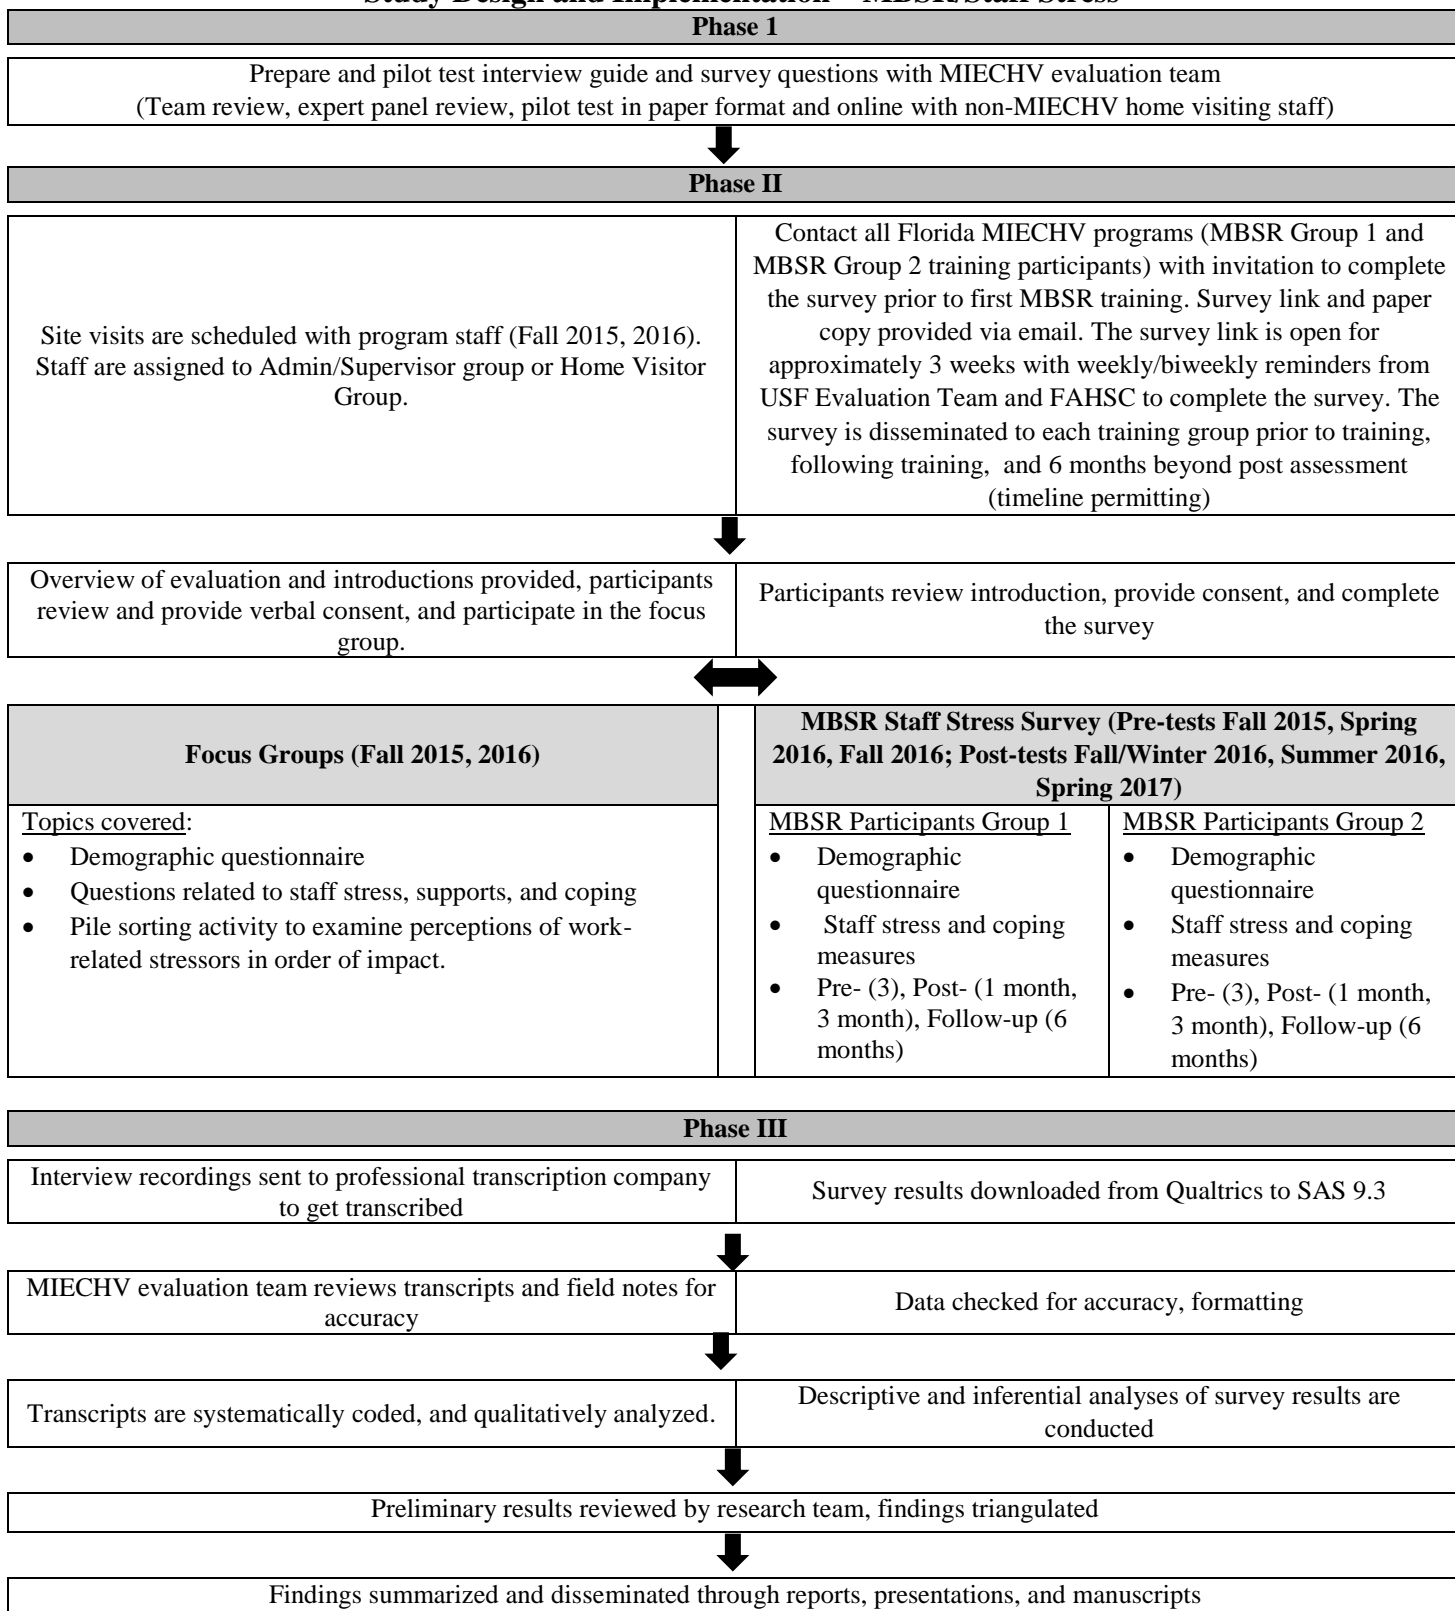 Study Design and Implementation – MBSR/Staff Stress
Phase 1
Prepare and pilot test interview guide and survey questions with MIECHV evaluation team
(Team review, expert panel review, pilot test in paper format and online with non-MIECHV home visiting staff)
Phase II
Site visits are scheduled with program staff (Fall 2015, 2016).
Staff are assigned to Admin/Supervisor group or Home Visitor
Group.
Contact all Florida MIECHV programs (MBSR Group 1 and
MBSR Group 2 training participants) with invitation to complete
the survey prior to first MBSR training. Survey link and paper
copy provided via email. The survey link is open for
approximately 3 weeks with weekly/biweekly reminders from
USF Evaluation Team and FAHSC to complete the survey. The
survey is disseminated to each training group prior to training,
following training,  and 6 months beyond post assessment
(timeline permitting)
Overview of evaluation and introductions provided, participants
review and provide verbal consent, and participate in the focus
group.
Participants review introduction, provide consent, and complete
the survey
Focus Groups (Fall 2015, 2016)
Topics covered:
• Demographic questionnaire
• Questions related to staff stress, supports, and coping
• Pile sorting activity to examine perceptions of work-
related stressors in order of impact.
MBSR Staff Stress Survey (Pre-tests Fall 2015, Spring
2016, Fall 2016; Post-tests Fall/Winter 2016, Summer 2016,
Spring 2017)
MBSR Participants Group 1
• Demographic
questionnaire
• Staff stress and coping
measures
• Pre- (3), Post- (1 month,
3 month), Follow-up (6
months)
MBSR Participants Group 2
• Demographic
questionnaire
• Staff stress and coping
measures
• Pre- (3), Post- (1 month,
3 month), Follow-up (6
months)
Phase III
Interview recordings sent to professional transcription company
to get transcribed
Survey results downloaded from Qualtrics to SAS 9.3
MIECHV evaluation team reviews transcripts and field notes for
accuracy
Data checked for accuracy, formatting
Transcripts are systematically coded, and qualitatively analyzed.
Descriptive and inferential analyses of survey results are
conducted
Preliminary results reviewed by research team, findings triangulated
Findings summarized and disseminated through reports, presentations, and manuscripts